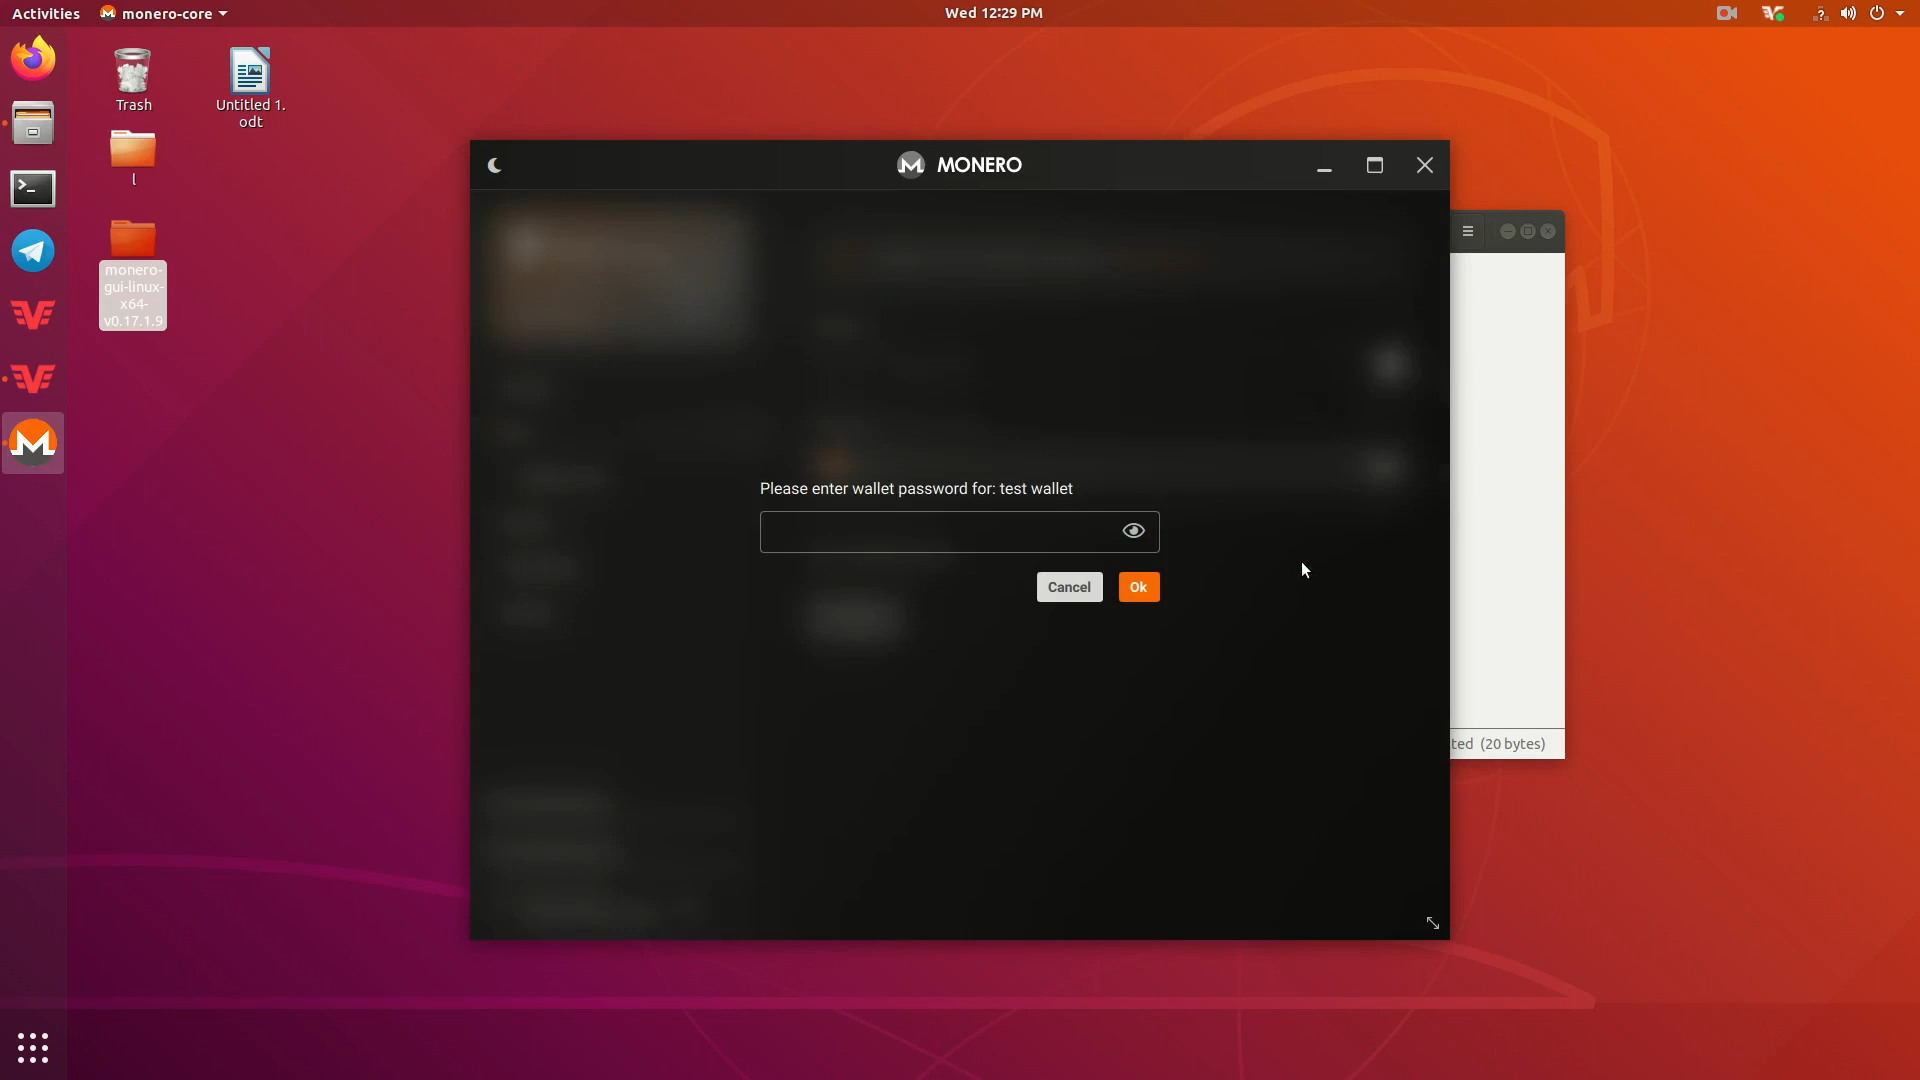 Activities
monero-core
Wed 12:29 PM
Trash
Untitled 1.
odt
l
monero-
gui-linux-
x64-
v0.17.1.9
MONERO
Please enter wallet password for: test wallet
Cancel
Ok
ted (20 bytes)